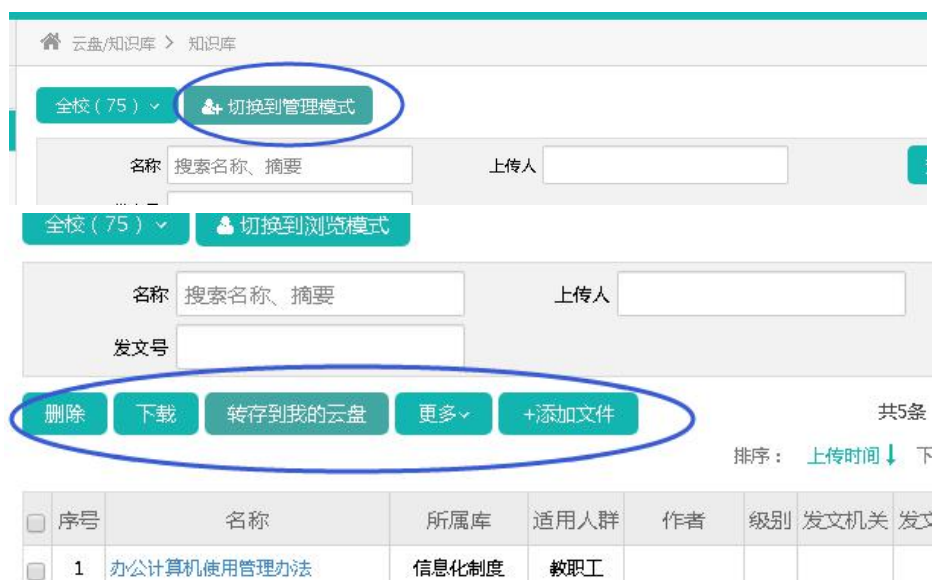 云盘/知识库 > 知识库
全校(75) 切换到管理模式
名称 搜索名称、摘要 上传人
全校(75) 切换到浏览模式
名称 搜索名称、摘要 上传人
发文号
删除 下载 转存到我的云盘 更多 +添加文件 共5条
排序: 上传时间↓ 下
序号 名称 所属库 适用人群 作者 级别 发文机关 发文
1 办公计算机使用管理办法 信息化制度 教职工